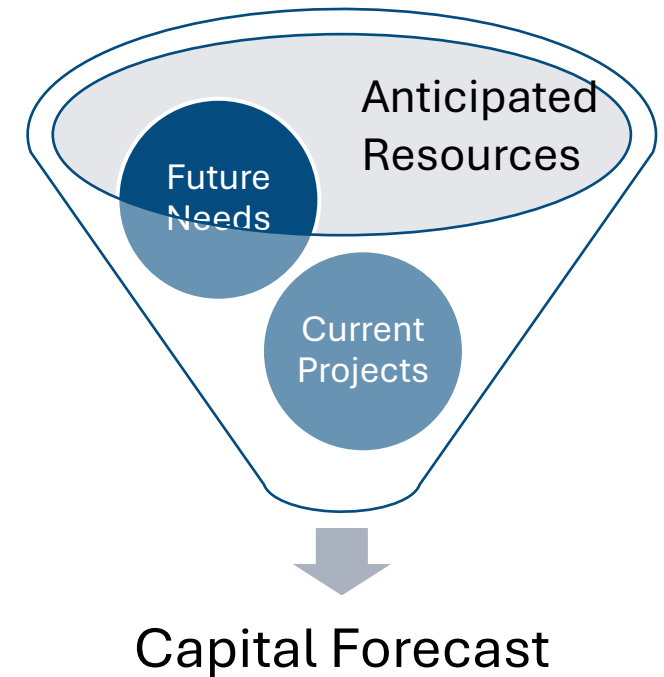 Anticipated
Resources
Future
Needs
Current
Projects
Capital Forecast